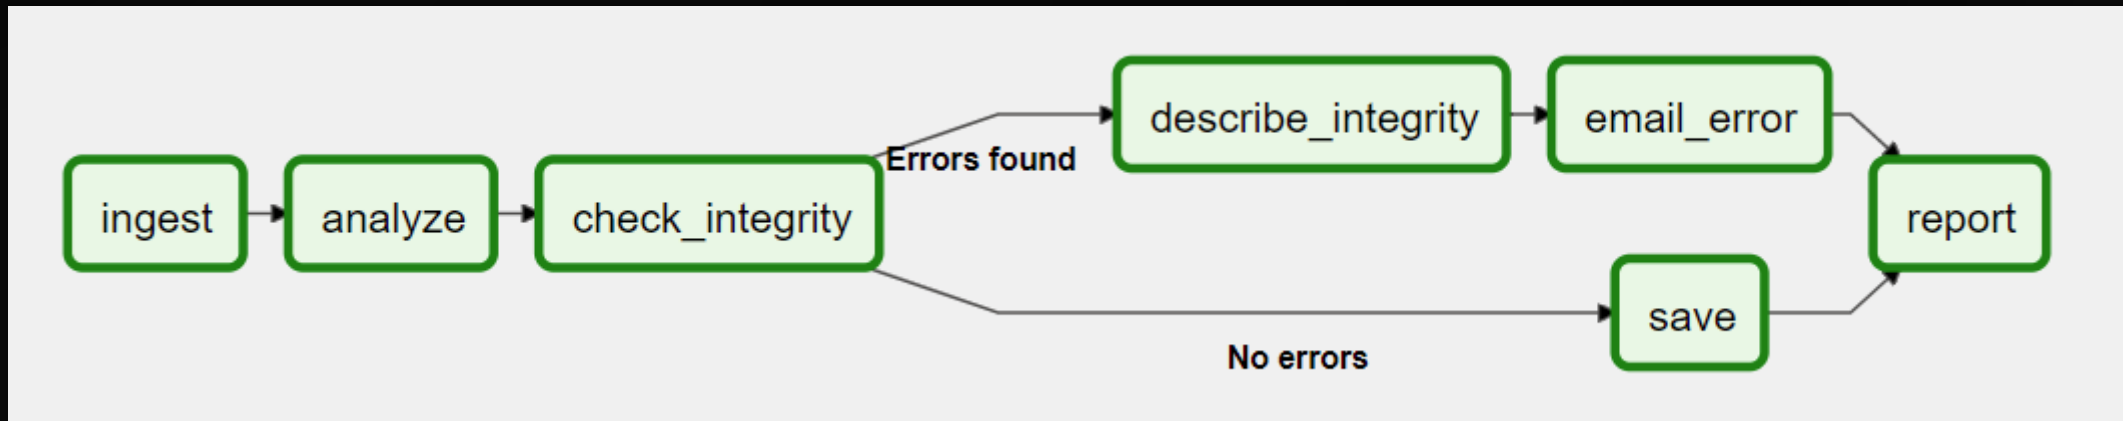 ingest
analyze
check_integrity
Errors found
describe_integrity
email_error
No errors
save
report